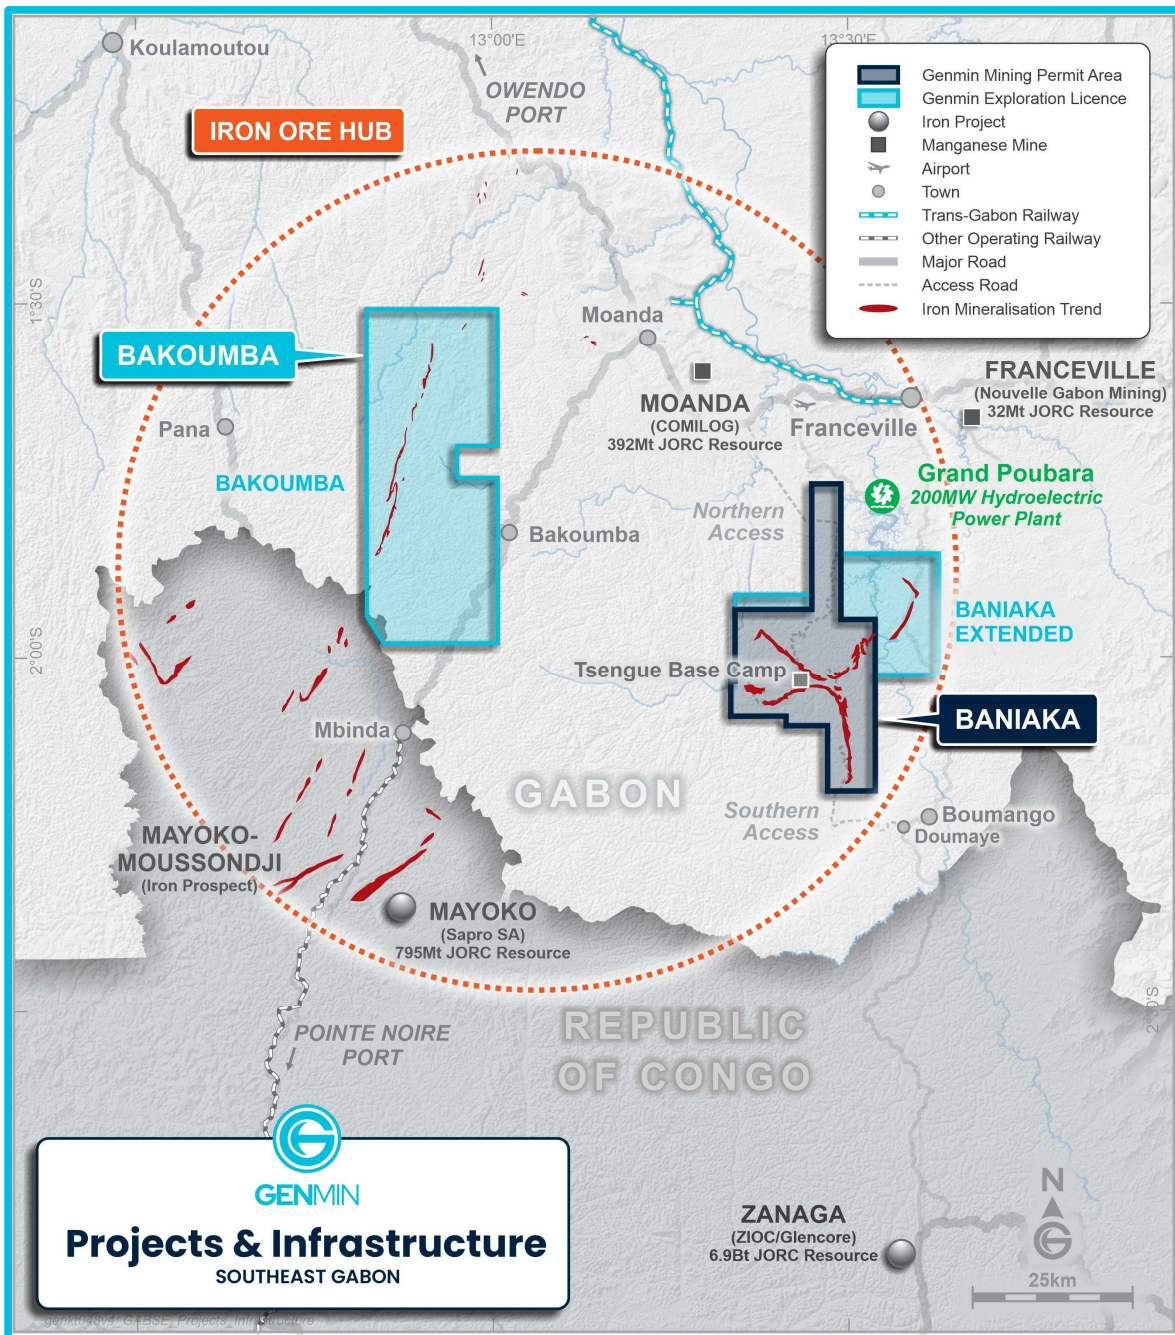 13°00'E
13°30'E
Koulamoutou
OWENDO
PORT
IRON ORE HUB
Genmin Mining Permit Area
Genmin Exploration Licence
Iron Project
Manganese Mine
Airport
Town
Trans-Gabon Railway
Other Operating Railway
Major Road
Access Road
Iron Mineralisation Trend
1°30'S
Moanda
BAKOUMBA
FRANCEVILLE
(Nouvelle Gabon Mining)
32Mt JORC Resource
MOANDA
(COMILOG)
392Mt JORC Resource
Franceville
Pana
BAKOUMBA
Grand Poubara
200MW Hydroelectric
Power Plant
Northern
Access
Bakoumba
BANIAKA
EXTENDED
2°00'S
Tsengue Base Camp
BANIAKA
Mbinda
GABON
Southern
Access
Boumango
Doumaye
MAYOKO-
MOUSSONDJI
(Iron Prospect)
MAYOKO
(Sapro SA)
795Mt JORC Resource
2°30'S
REPUBLIC
OF CONGO
POINTE NOIRE
PORT
GENMIN
Projects & Infrastructure
SOUTHEAST GABON
ZANAGA
(ZIOC/Glencore)
6.9Bt JORC Resource
N
25km